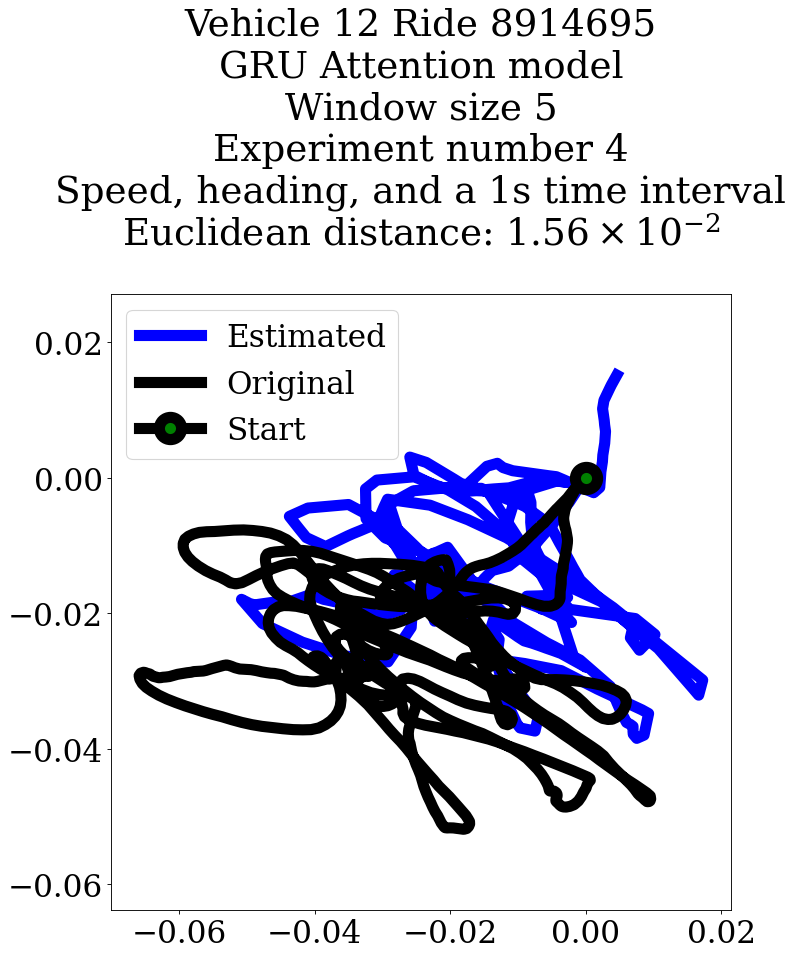 Vehicle 12 Ride 8914695
GRU Attention model
Window size 5
Experiment number 4
Speed, heading, and a 1s time interval
Euclidean distance: 1.56 × 10⁻²
Estimated
Original
Start
0.02
0.00
−0.02
−0.04
−0.06
−0.06 −0.04 −0.02 0.00 0.02